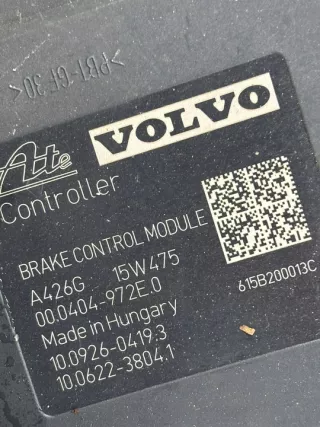 >PBT-GF30<
VOLVO
Ate
Controller
BRAKE CONTROL MODULE
A426G 15W475
00.0404-972E.0
Made in Hungary
10.0926-0419.3
10.0622-3804.1
615B200013C